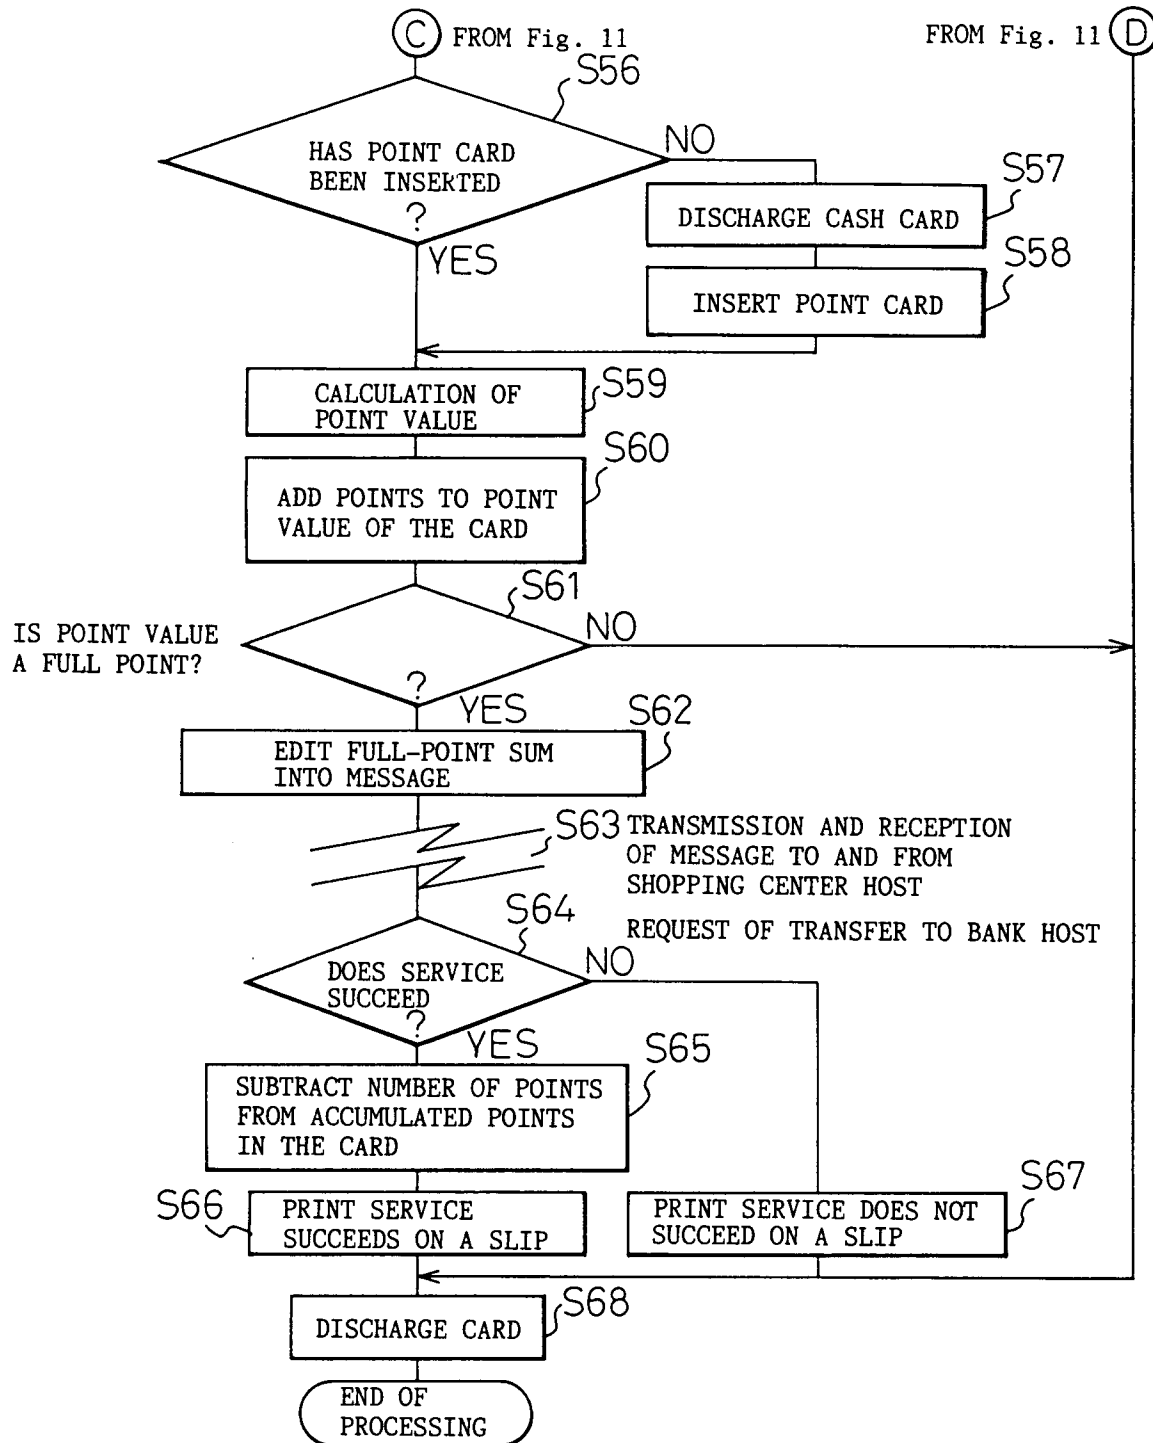 C FROM Fig. 11
FROM Fig. 11 D
S56
HAS POINT CARD
BEEN INSERTED
?
NO
YES
S57
DISCHARGE CASH CARD
S58
INSERT POINT CARD
S59
CALCULATION OF
POINT VALUE
S60
ADD POINTS TO POINT
VALUE OF THE CARD
S61
IS POINT VALUE
A FULL POINT?
?
NO
YES
S62
EDIT FULL-POINT SUM
INTO MESSAGE
S63
TRANSMISSION AND RECEPTION
OF MESSAGE TO AND FROM
SHOPPING CENTER HOST
REQUEST OF TRANSFER TO BANK HOST
S64
DOES SERVICE
SUCCEED
?
NO
YES
S65
SUBTRACT NUMBER OF POINTS
FROM ACCUMULATED POINTS
IN THE CARD
S66
PRINT SERVICE
SUCCEEDS ON A SLIP
S67
PRINT SERVICE DOES NOT
SUCCEED ON A SLIP
S68
DISCHARGE CARD
END OF
PROCESSING